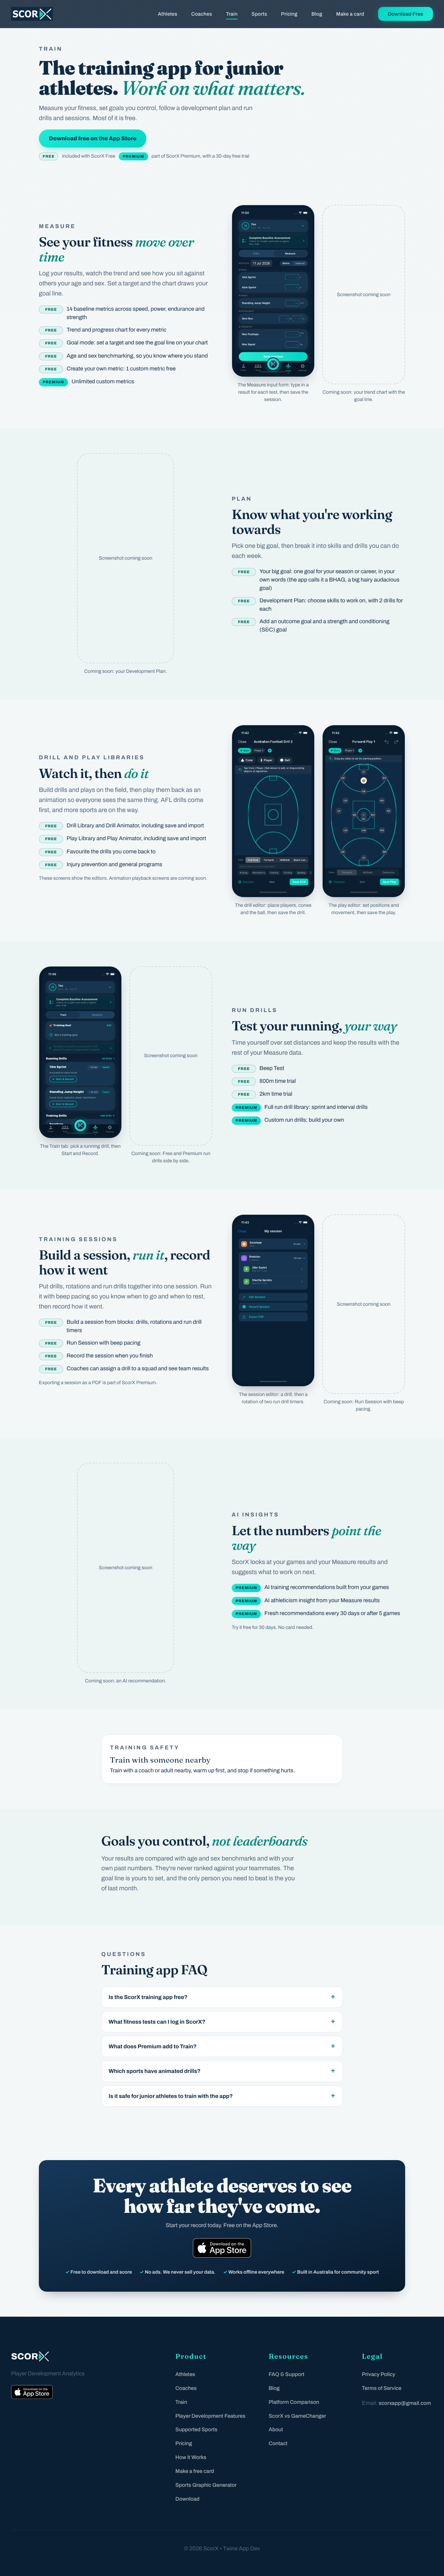 SCORX
Athletes
Coaches
Train
Sports
Pricing
Blog
Make a card
Download Free
TRAIN
The training app for junior
athletes. Work on what matters.
Measure your fitness, set goals you control, follow a development plan and run
drills and sessions. Most of it is free.
Download free on the App Store
FREE included with ScorX Free PREMIUM part of ScorX Premium, with a 30-day free trial
MEASURE
See your fitness move over
time
Log your results, watch the trend and see how you sit against
others your age and sex. Set a target and the chart draws your
goal line.
FREE 14 baseline metrics across speed, power, endurance and
strength
FREE Trend and progress chart for every metric
FREE Goal mode: set a target and see the goal line on your chart
FREE Age and sex benchmarking, so you know where you stand
FREE Create your own metric: 1 custom metric free
PREMIUM Unlimited custom metrics
The Measure input form: type in a
result for each test, then save the
session.
Screenshot coming soon
Coming soon: your trend chart with the
goal line.
Screenshot coming soon
Coming soon: your Development Plan.
PLAN
Know what you're working
towards
Pick one big goal, then break it into skills and drills you can do
each week.
FREE Your big goal: one goal for your season or career, in your
own words (the app calls it a BHAG, a big hairy audacious
goal)
FREE Development Plan: choose skills to work on, with 2 drills for
each
FREE Add an outcome goal and a strength and conditioning
(S&C) goal
DRILL AND PLAY LIBRARIES
Watch it, then do it
Build drills and plays on the field, then play them back as an
animation so everyone sees the same thing. AFL drills come
first, and more sports are on the way.
FREE Drill Library and Drill Animator, including save and import
FREE Play Library and Play Animator, including save and import
FREE Favourite the drills you come back to
FREE Injury prevention and general programs
These screens show the editors. Animation playback screens are coming soon.
Australian Football Drill 2
The drill editor: place players, cones
and the ball, then save the drill.
Forward Play 1
The play editor: set positions and
movement, then save the play.
The Train tab: pick a running drill, then
Start and Record.
Screenshot coming soon
Coming soon: Free and Premium run
drills side by side.
RUN DRILLS
Test your running, your way
Time yourself over set distances and keep the results with the
rest of your Measure data.
FREE Beep Test
FREE 800m time trial
FREE 2km time trial
PREMIUM Full run drill library: sprint and interval drills
PREMIUM Custom run drills: build your own
TRAINING SESSIONS
Build a session, run it, record
how it went
Put drills, rotations and run drills together into one session. Run
it with beep pacing so you know when to go and when to rest,
then record how it went.
FREE Build a session from blocks: drills, rotations and run drill
timers
FREE Run Session with beep pacing
FREE Record the session when you finish
FREE Coaches can assign a drill to a squad and see team results
Exporting a session as a PDF is part of ScorX Premium.
My session
The session editor: a drill, then a
rotation of two run drill timers.
Screenshot coming soon
Coming soon: Run Session with beep
pacing.
Screenshot coming soon
Coming soon: an AI recommendation.
AI INSIGHTS
Let the numbers point the
way
ScorX looks at your games and your Measure results and
suggests what to work on next.
PREMIUM AI training recommendations built from your games
PREMIUM AI athleticism insight from your Measure results
PREMIUM Fresh recommendations every 30 days or after 5 games
Try it free for 30 days. No card needed.
TRAINING SAFETY
Train with someone nearby
Train with a coach or adult nearby, warm up first, and stop if something hurts.
Goals you control, not leaderboards
Your results are compared with age and sex benchmarks and with your
own past numbers. They're never ranked against your teammates. The
goal line is yours to set, and the only person you need to beat is the you
of last month.
QUESTIONS
Training app FAQ
Is the ScorX training app free? +
What fitness tests can I log in ScorX? +
What does Premium add to Train? +
Which sports have animated drills? +
Is it safe for junior athletes to train with the app? +
Every athlete deserves to see
how far they've come.
Start your record today. Free on the App Store.
Download on the
App Store
✓ Free to download and score ✓ No ads. We never sell your data. ✓ Works offline everywhere ✓ Built in Australia for community sport
SCORX
Player Development Analytics
Download on the
App Store
Product
Athletes
Coaches
Train
Player Development Features
Supported Sports
Pricing
How It Works
Make a free card
Sports Graphic Generator
Download
Resources
FAQ & Support
Blog
Platform Comparison
ScorX vs GameChanger
About
Contact
Legal
Privacy Policy
Terms of Service
Email: scorxapp@gmail.com
© 2026 ScorX • Twine App Dev